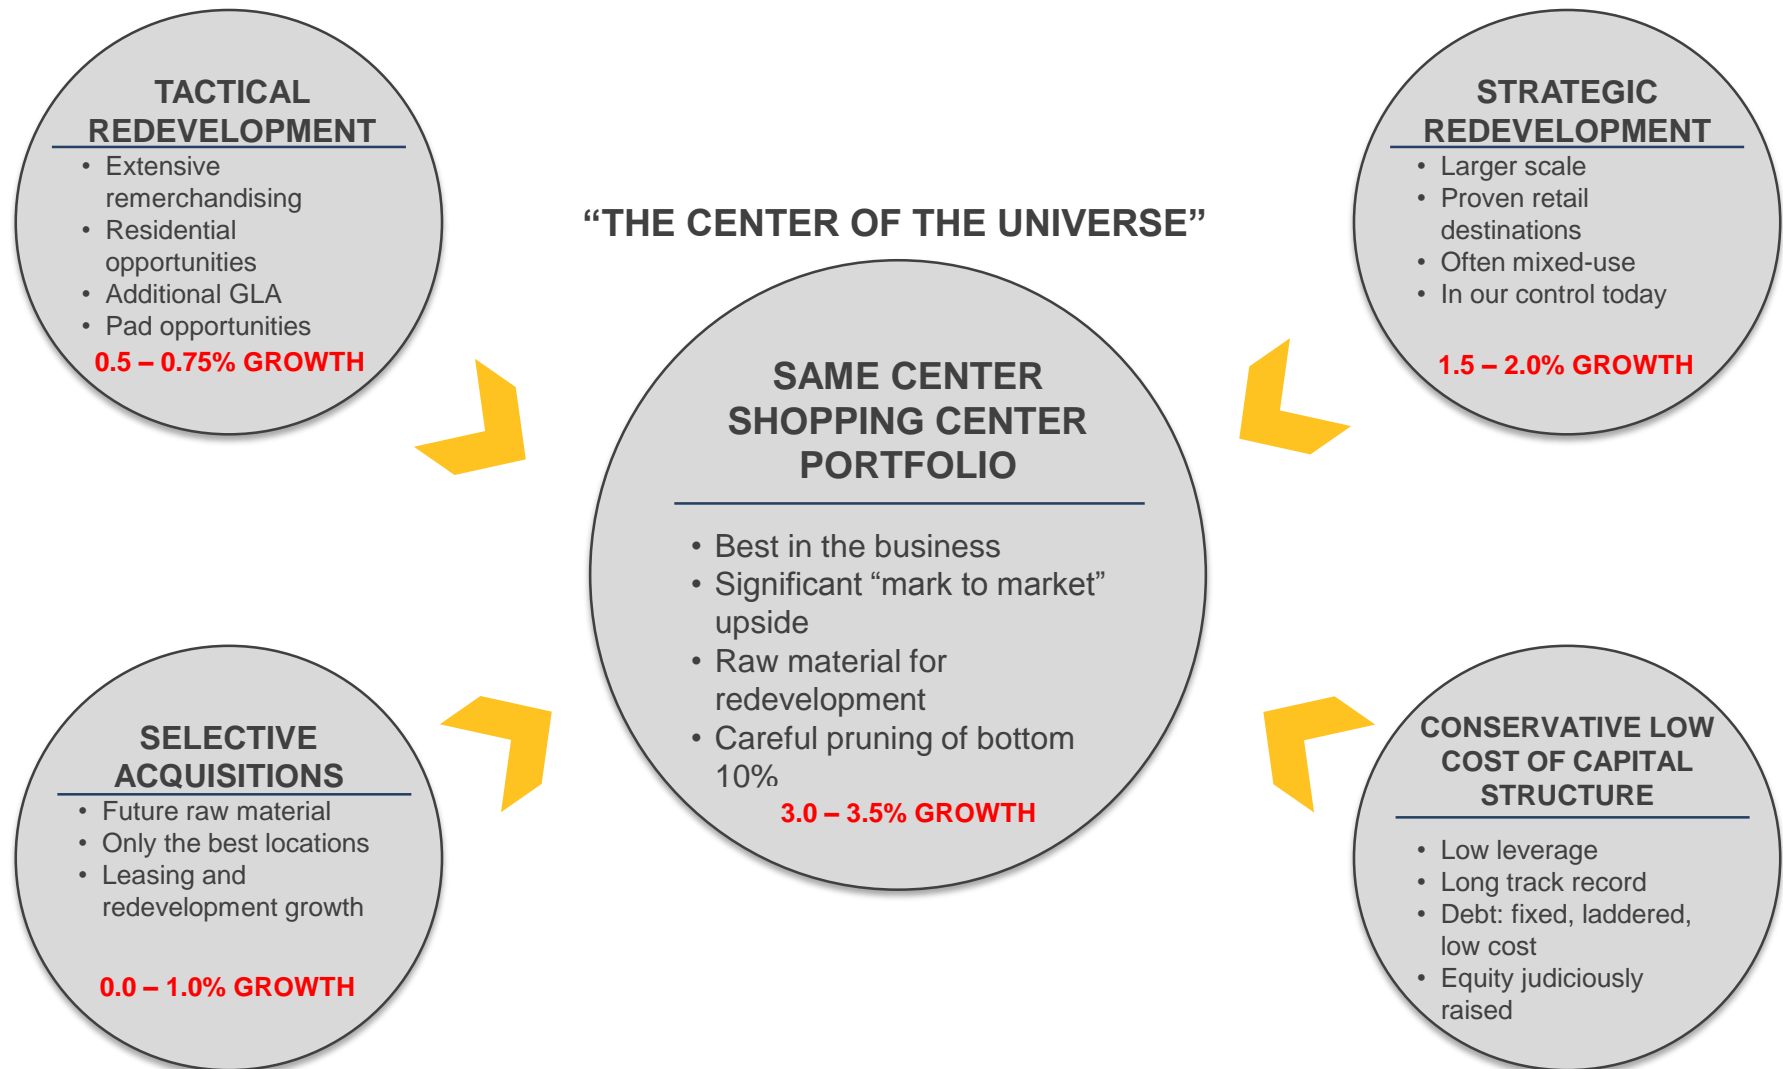 TACTICAL
REDEVELOPMENT
• Extensive
remerchandising
• Residential
opportunities
• Additional GLA
• Pad opportunities
0.5 – 0.75% GROWTH
STRATEGIC
REDEVELOPMENT
• Larger scale
• Proven retail
destinations
• Often mixed-use
• In our control today
1.5 – 2.0% GROWTH
“THE CENTER OF THE UNIVERSE”
SAME CENTER
SHOPPING CENTER
PORTFOLIO
• Best in the business
• Significant “mark to market”
upside
• Raw material for
redevelopment
• Careful pruning of bottom
10%
3.0 – 3.5% GROWTH
SELECTIVE
ACQUISITIONS
• Future raw material
• Only the best locations
• Leasing and
redevelopment growth
0.0 – 1.0% GROWTH
CONSERVATIVE LOW
COST OF CAPITAL
STRUCTURE
• Low leverage
• Long track record
• Debt: fixed, laddered,
low cost
• Equity judiciously
raised